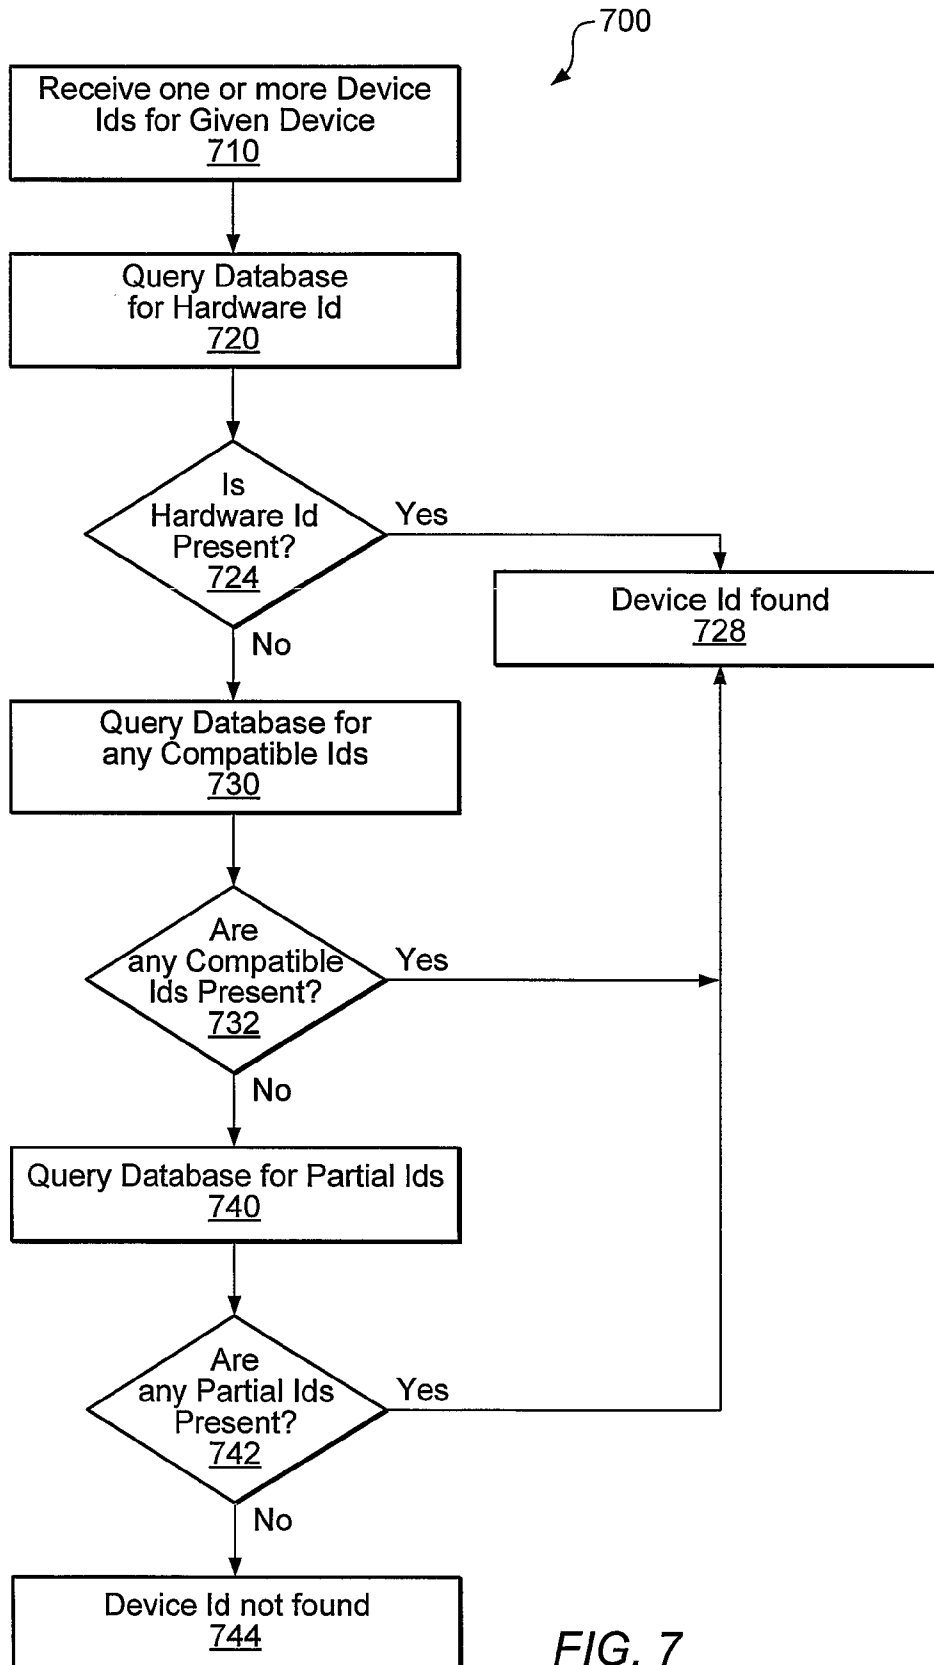 700
Receive one or more Device
Ids for Given Device
710
Query Database
for Hardware Id
720
Is
Hardware Id
Present?
724
Yes
No
Device Id found
728
Query Database for
any Compatible Ids
730
Are
any Compatible
Ids Present?
732
Yes
No
Query Database for Partial Ids
740
Are
any Partial Ids
Present?
742
Yes
No
Device Id not found
744
FIG. 7